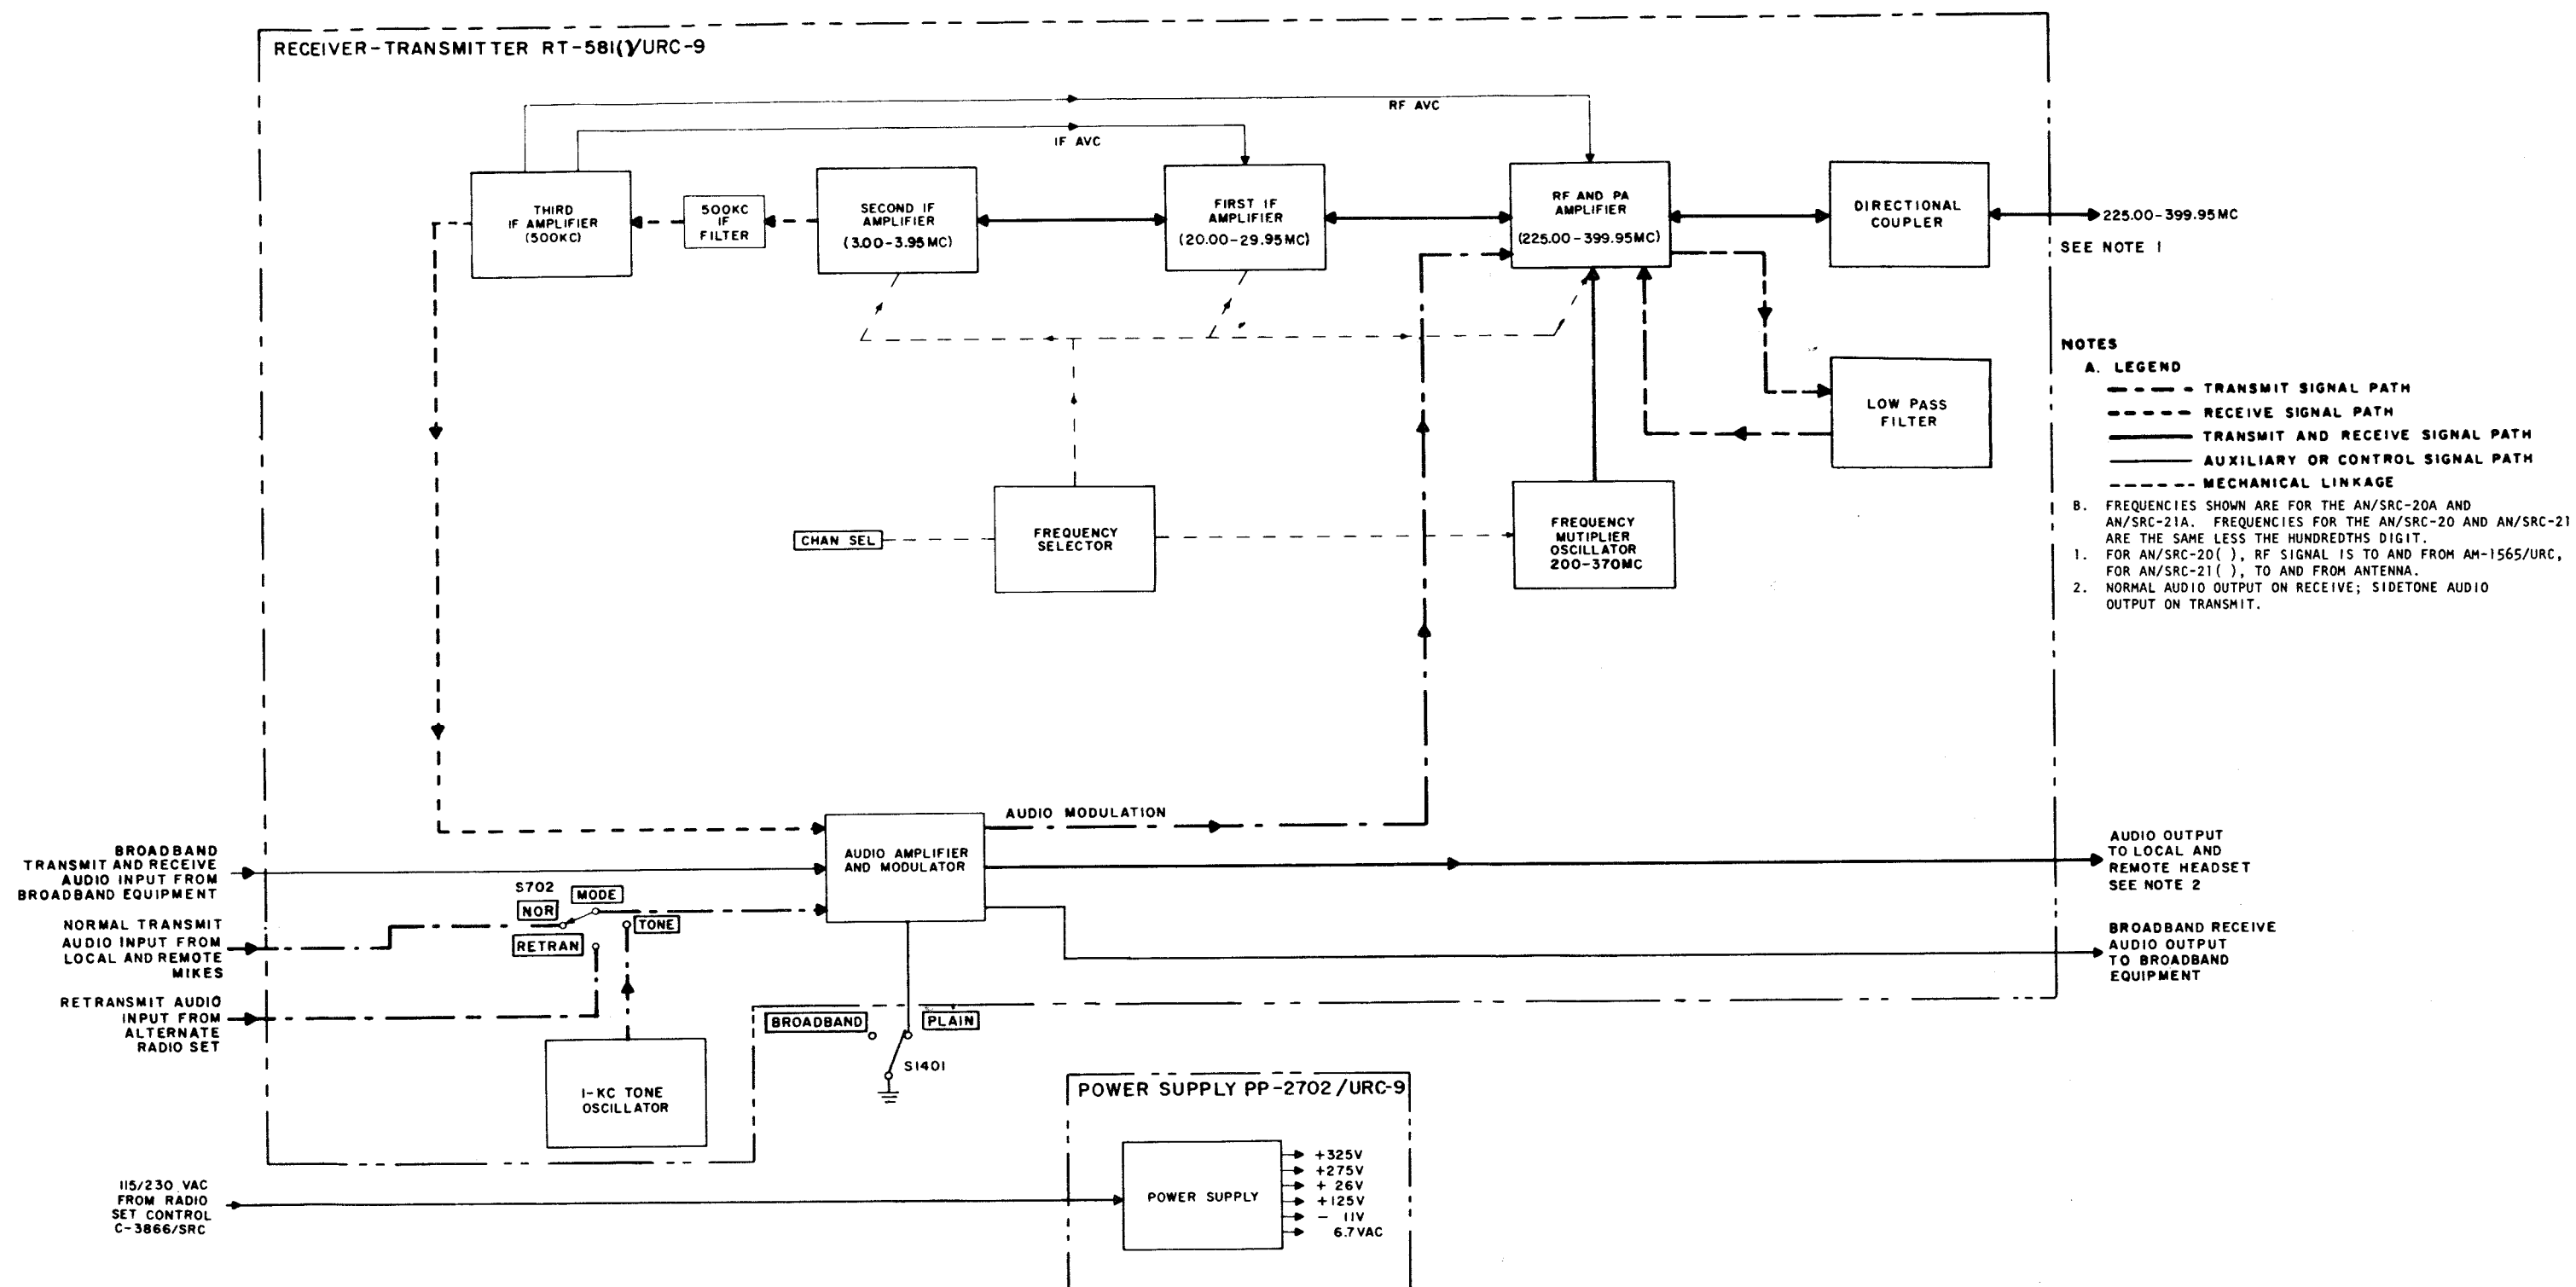 RECEIVER-TRANSMITTER RT-581()/URC-9
RF AVC
IF AVC
THIRD
IF AMPLIFIER
(500KC)
500KC
IF
FILTER
SECOND IF
AMPLIFIER
(3.00-3.95MC)
FIRST IF
AMPLIFIER
(20.00-29.95MC)
RF AND PA
AMPLIFIER
(225.00-399.95MC)
DIRECTIONAL
COUPLER
225.00-399.95MC
SEE NOTE 1
LOW PASS
FILTER
CHAN SEL
FREQUENCY
SELECTOR
FREQUENCY
MUTIPLIER
OSCILLATOR
200-370MC
NOTES
A. LEGEND
TRANSMIT SIGNAL PATH
RECEIVE SIGNAL PATH
TRANSMIT AND RECEIVE SIGNAL PATH
AUXILIARY OR CONTROL SIGNAL PATH
MECHANICAL LINKAGE
B. FREQUENCIES SHOWN ARE FOR THE AN/SRC-20A AND
AN/SRC-21A. FREQUENCIES FOR THE AN/SRC-20 AND AN/SRC-21
ARE THE SAME LESS THE HUNDREDTHS DIGIT.
1. FOR AN/SRC-20( ), RF SIGNAL IS TO AND FROM AM-1565/URC,
FOR AN/SRC-21( ), TO AND FROM ANTENNA.
2. NORMAL AUDIO OUTPUT ON RECEIVE; SIDETONE AUDIO
OUTPUT ON TRANSMIT.
BROADBAND
TRANSMIT AND RECEIVE
AUDIO INPUT FROM
BROADBAND EQUIPMENT
NORMAL TRANSMIT
AUDIO INPUT FROM
LOCAL AND REMOTE
MIKES
RETRANSMIT AUDIO
INPUT FROM
ALTERNATE
RADIO SET
S702
MODE
NOR
TONE
RETRAN
1-KC TONE
OSCILLATOR
AUDIO AMPLIFIER
AND MODULATOR
AUDIO MODULATION
AUDIO OUTPUT
TO LOCAL AND
REMOTE HEADSET
SEE NOTE 2
BROADBAND RECEIVE
AUDIO OUTPUT
TO BROADBAND
EQUIPMENT
BROADBAND
PLAIN
S1401
POWER SUPPLY PP-2702/URC-9
115/230 VAC
FROM RADIO
SET CONTROL
C-3866/SRC
POWER SUPPLY
+325V
+275V
+ 26V
+125V
- 11V
6.7VAC